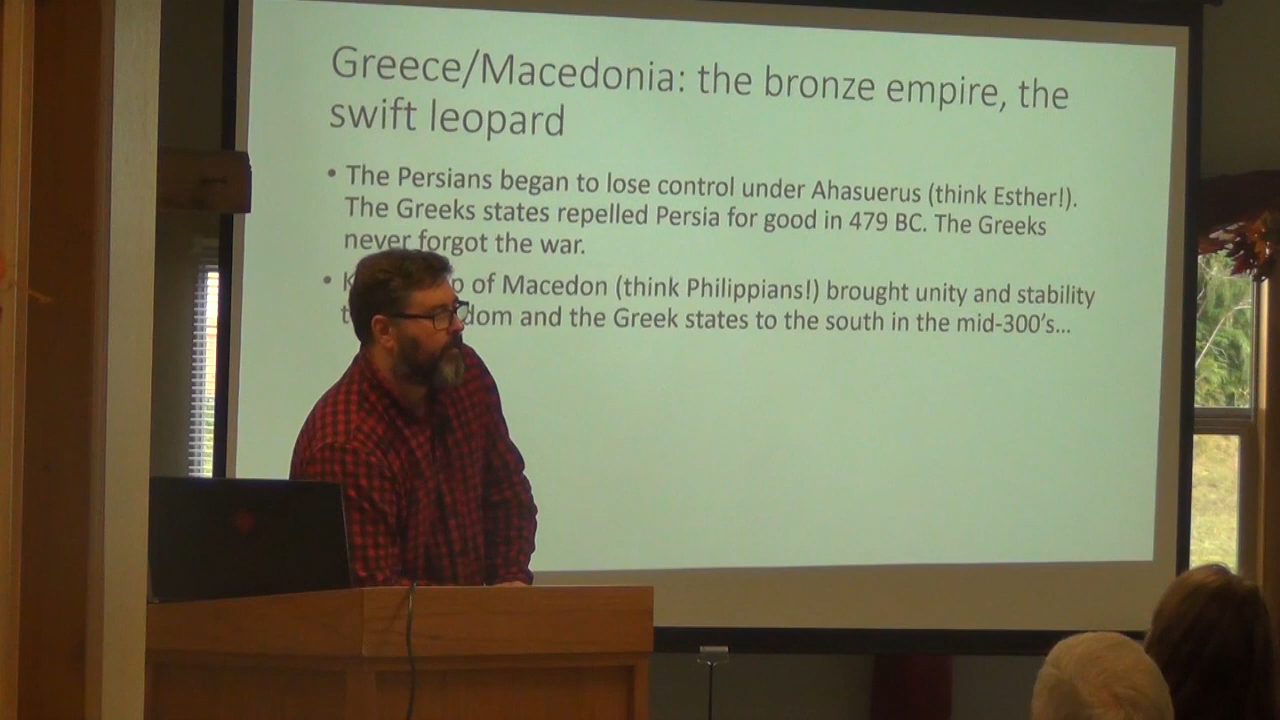 Greece/Macedonia: the bronze empire, the
swift leopard
• The Persians began to lose control under Ahasuerus (think Esther!).
The Greeks states repelled Persia for good in 479 BC. The Greeks
never forgot the war.
• of Macedon (think Philippians!) brought unity and stability
and the Greek states to the south in the mid-300's...